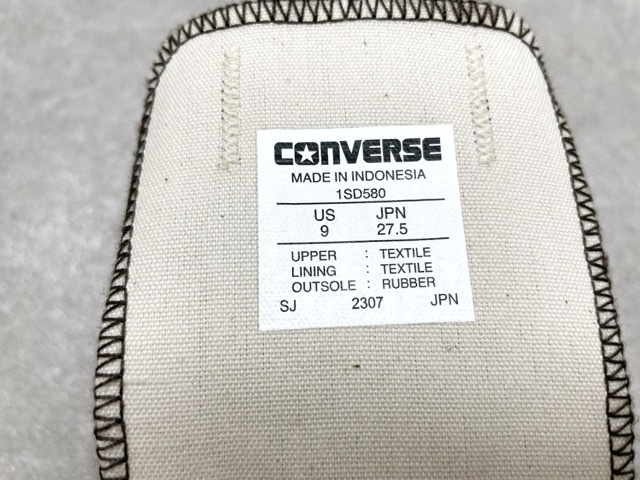 CONVERSE
MADE IN INDONESIA
1SD580
US JPN
9 27.5
UPPER : TEXTILE
LINING : TEXTILE
OUTSOLE : RUBBER
SJ 2307 JPN